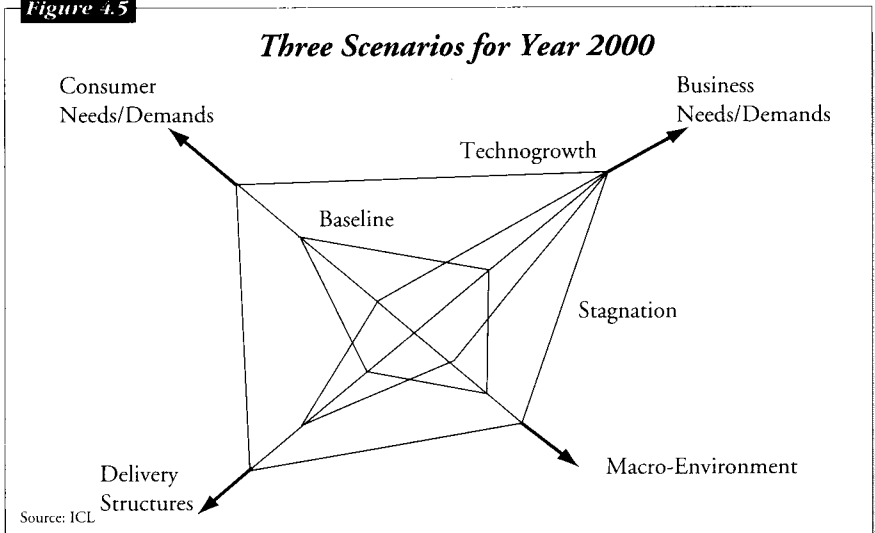 Figure 4.5
Three Scenarios for Year 2000
Consumer
Needs/Demands
Business
Needs/Demands
Technogrowth
Baseline
Stagnation
Macro-Environment
Delivery
Structures
Source: ICL